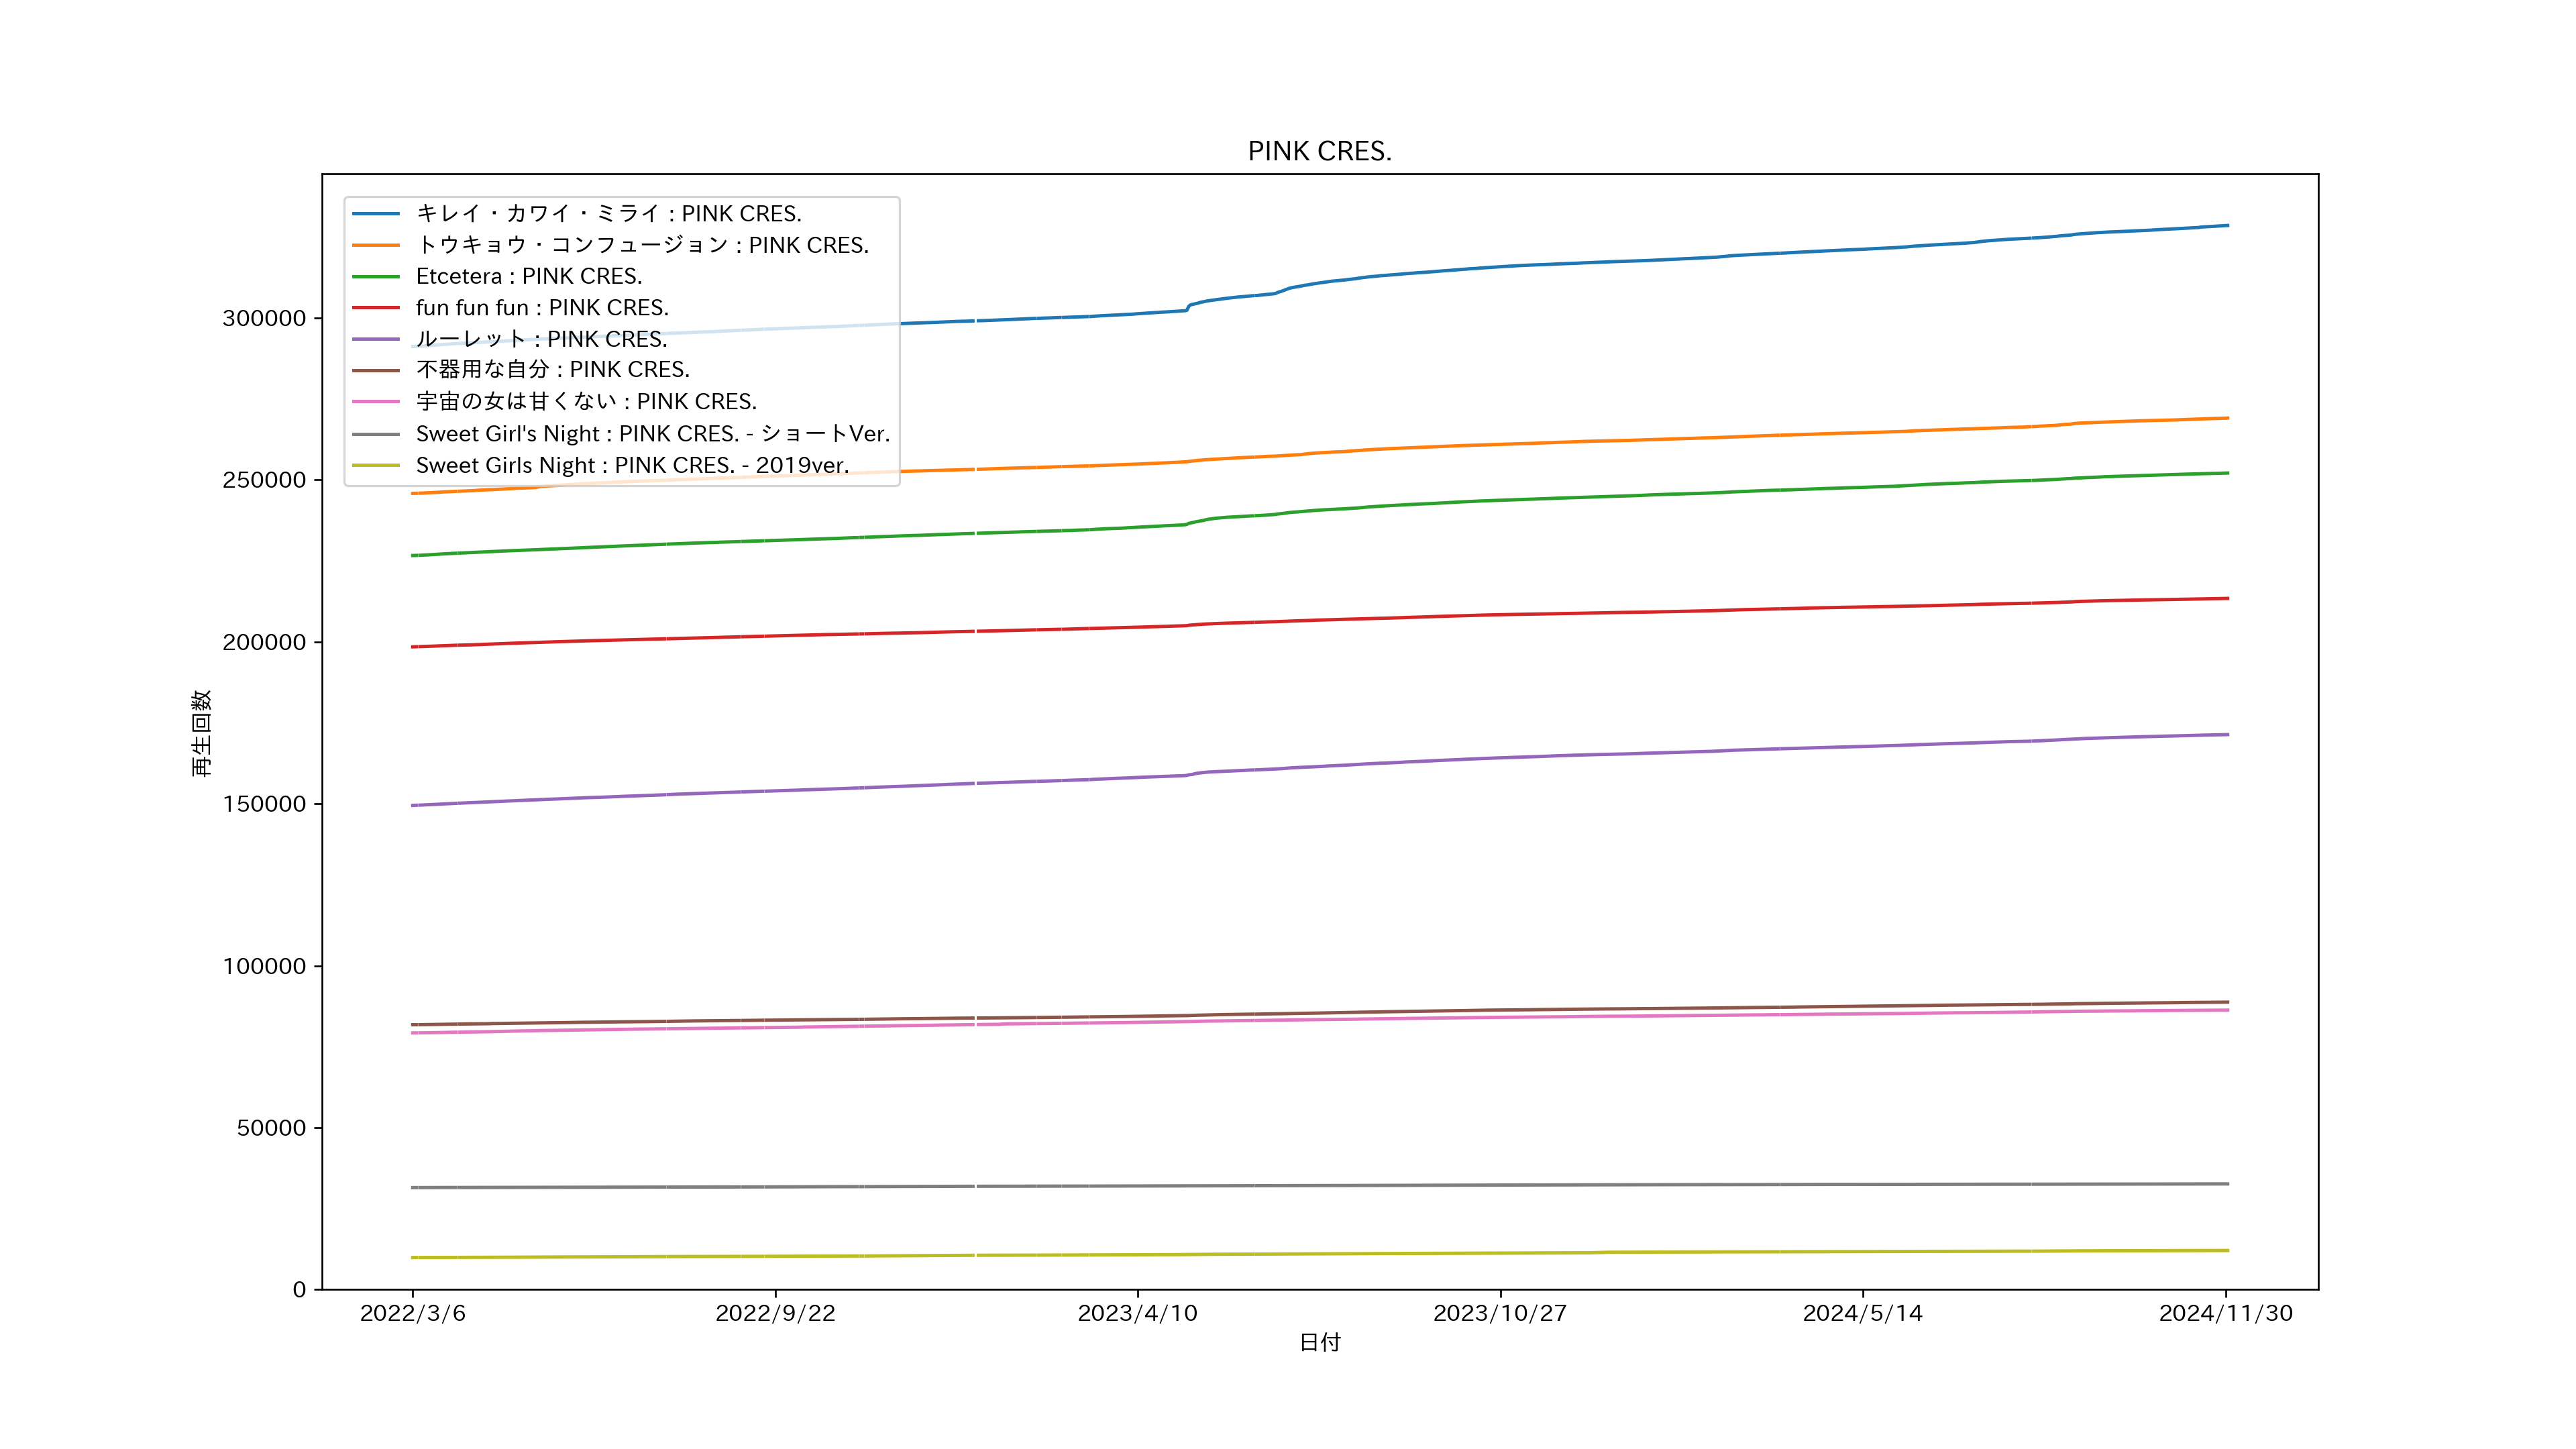 PINK CRES.
キレイ・カワイ・ミライ : PINK CRES.
トウキョウ・コンフュージョン : PINK CRES.
Etcetera : PINK CRES.
fun fun fun : PINK CRES.
ルーレット : PINK CRES.
不器用な自分 : PINK CRES.
宇宙の女は甘くない : PINK CRES.
Sweet Girl's Night : PINK CRES. - ショートVer.
Sweet Girls Night : PINK CRES. - 2019ver.
300000
250000
200000
150000
100000
50000
0
再生回数
2022/3/6 2022/9/22 2023/4/10 2023/10/27 2024/5/14 2024/11/30
日付